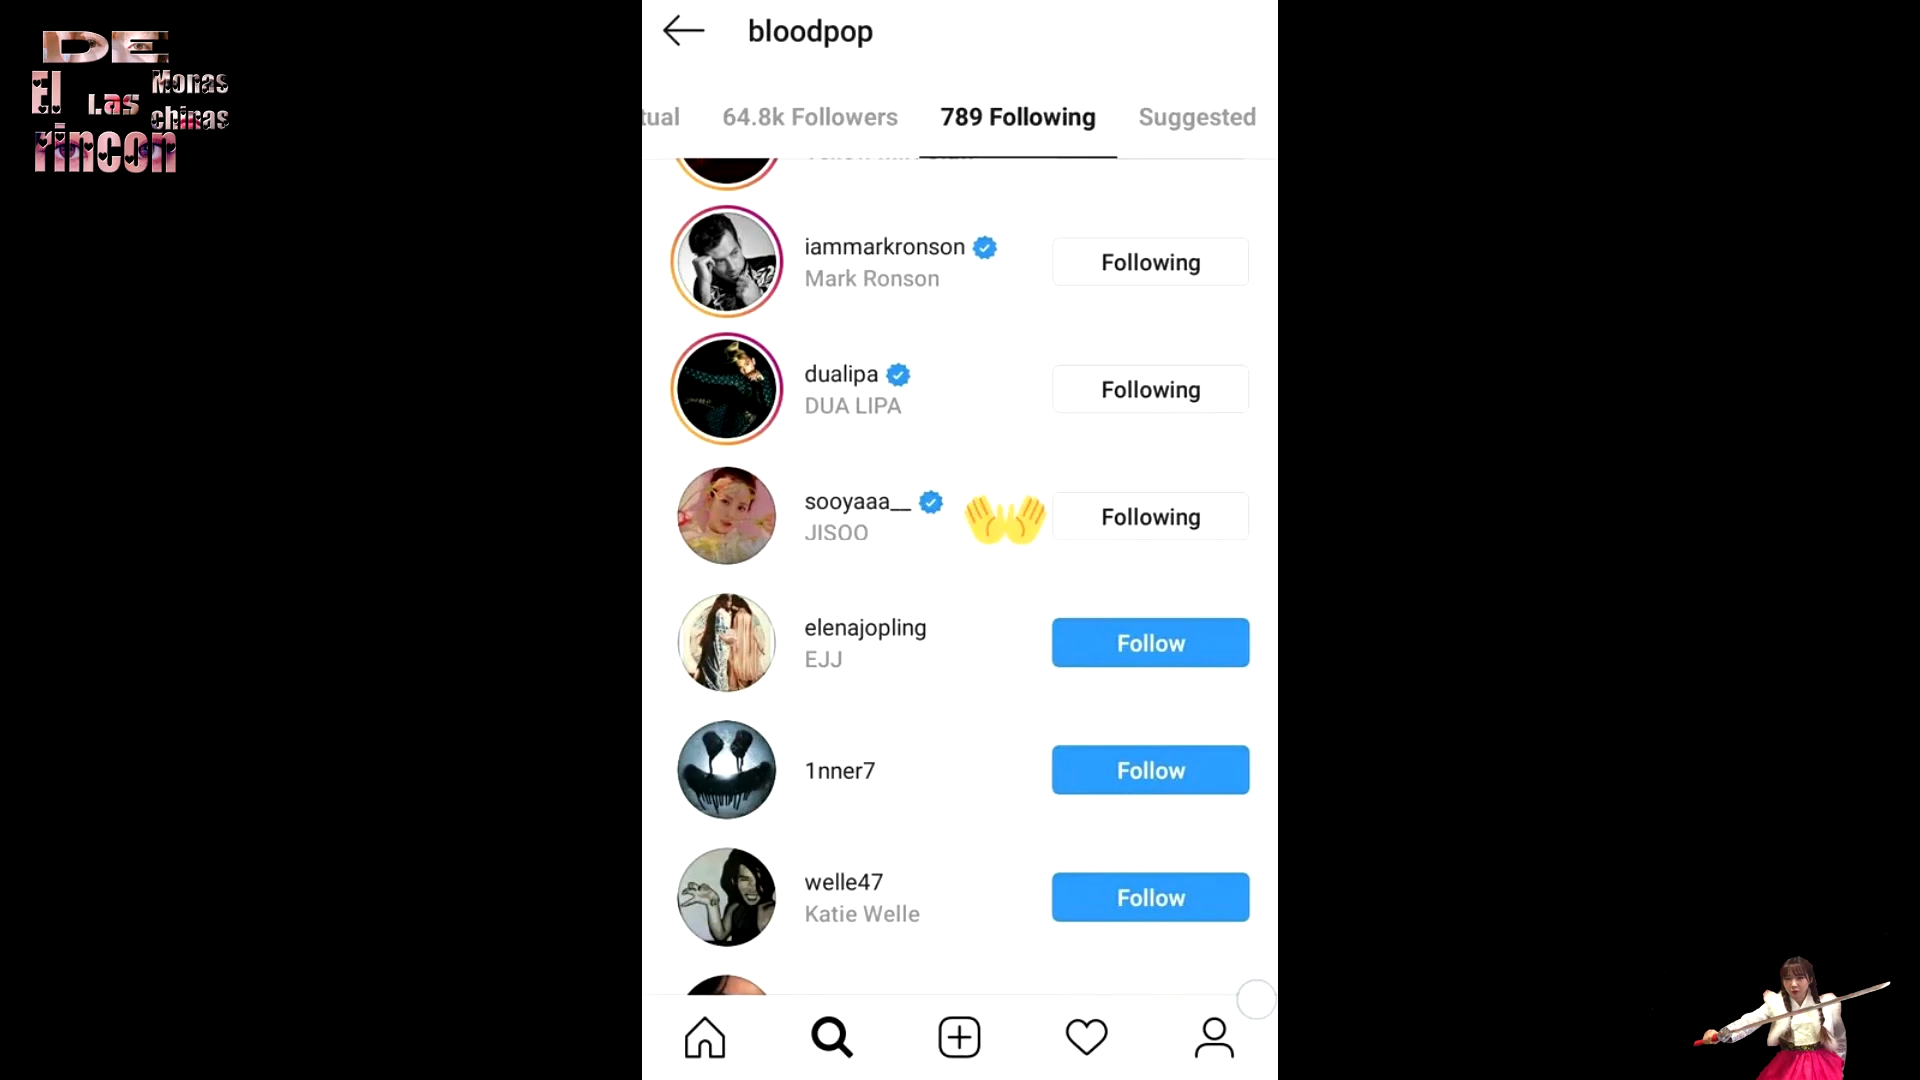 DE
El Las Monas
chinas
rincon
bloodpop
tual 64.8k Followers 789 Following Suggested
iammarkronson
Mark Ronson
Following
dualipa
DUA LIPA
Following
sooyaaa__
JISOO
Following
elenajopling
EJJ
Follow
1nner7
Follow
welle47
Katie Welle
Follow